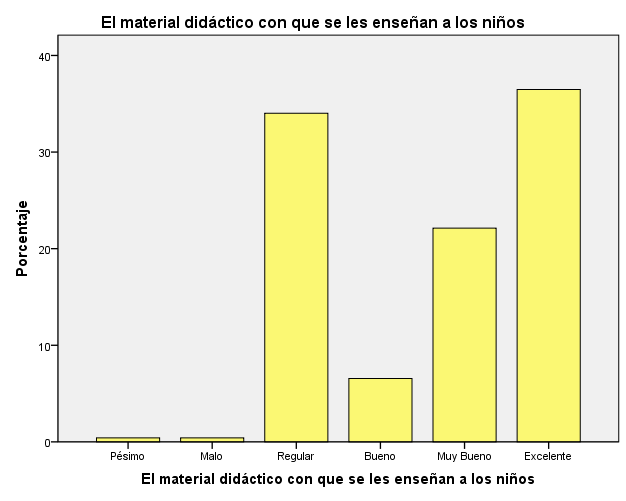 El material didáctico con que se les enseñan a los niños
Porcentaje
40
30
20
10
0
Pésimo Malo Regular Bueno Muy Bueno Excelente
El material didáctico con que se les enseñan a los niños